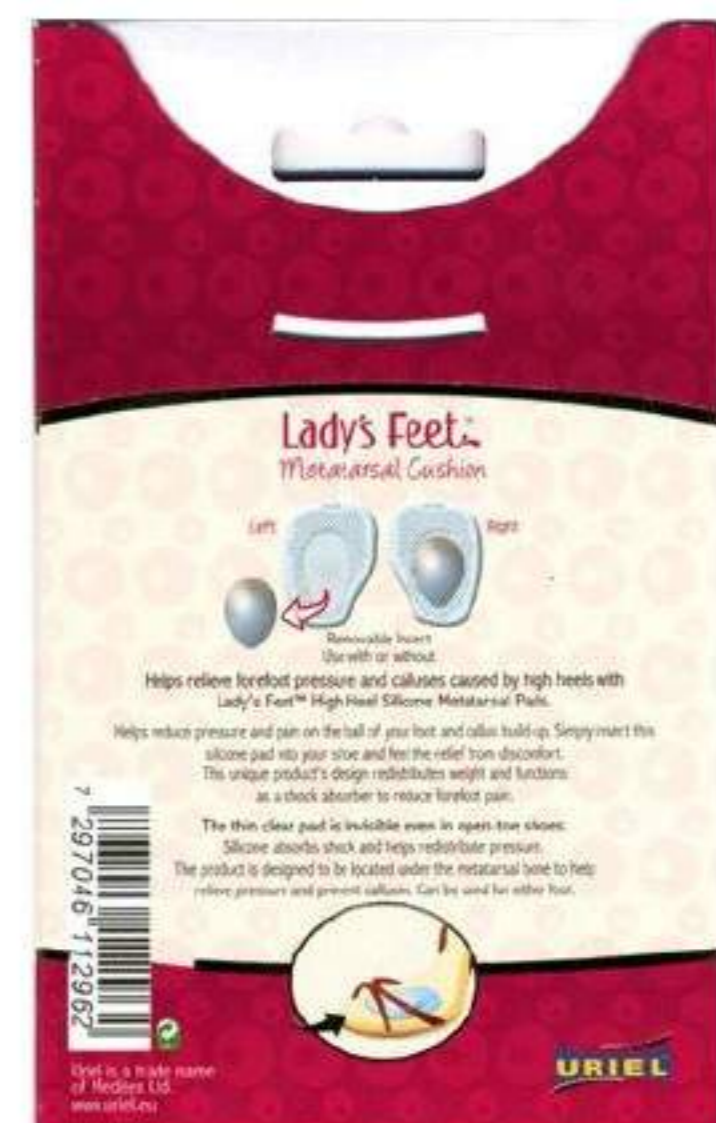 Lady's Feet™
Metatarsal Cushion
Left
Right
Removable Insert
Use with or without
Helps relieve forefoot pressure and calluses caused by high heels with
Lady's Feet™ High Heel Silicone Metatarsal Pads.
Helps reduce pressure and pain on the ball of your foot and callus build-up. Simply insert this
silicone pad into your shoe and feel the relief from discomfort.
This unique product's design redistributes weight and functions
as a shock absorber to reduce forefoot pain.
The thin clear pad is invisible even in open-toe shoes.
Silicone absorbs shock and helps redistribute pressure.
The product is designed to be located under the metatarsal bone to help
relieve pressure and prevent calluses. Can be used for either foot.
7 297046 112962
Uriel is a trade name
of Meditex Ltd.
www.uriel.eu
URIEL